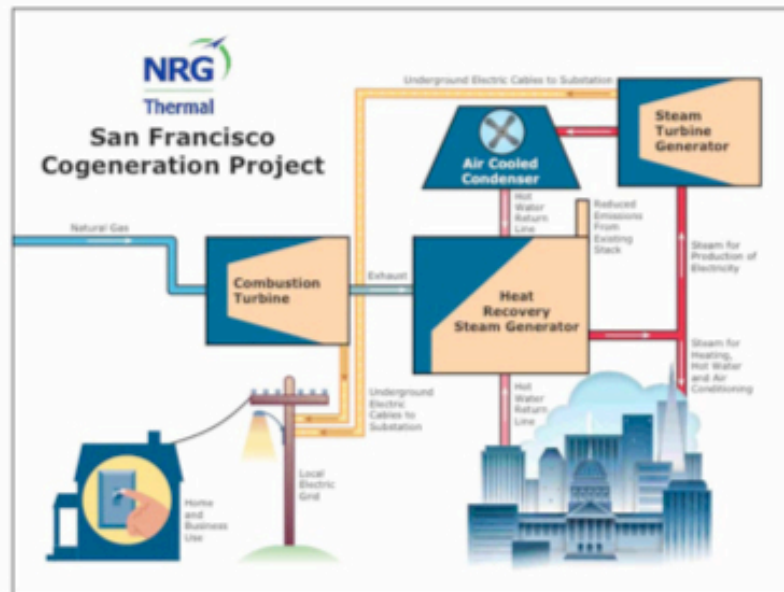 NRG
Thermal
San Francisco
Cogeneration Project
Underground Electric Cables to Substation
Steam
Turbine
Generator
Air Cooled
Condenser
Hot
Water
Return
Line
Reduced
Emissions
From
Existing
Stack
Steam for
Production of
Electricity
Natural Gas
Combustion
Turbine
Exhaust
Heat
Recovery
Steam Generator
Steam for
Heating,
Hot Water
and Air
Conditioning
Underground
Electric
Cables to
Substation
Hot
Water
Return
Line
Local
Electric
Grid
Home
and
Business
Use